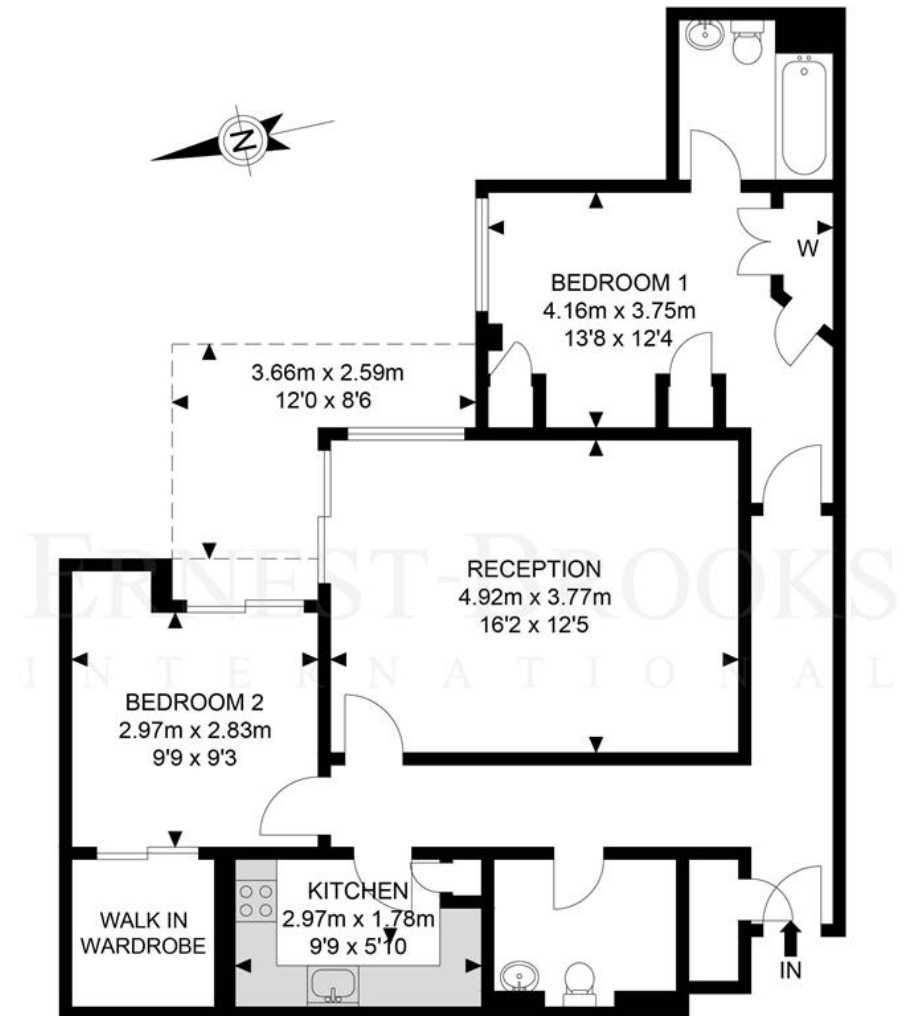 N
W
BEDROOM 1
4.16m x 3.75m
13'8 x 12'4
3.66m x 2.59m
12'0 x 8'6
ERNEST-BROOKS
INTERNATIONAL
RECEPTION
4.92m x 3.77m
16'2 x 12'5
BEDROOM 2
2.97m x 2.83m
9'9 x 9'3
WALK IN
WARDROBE
KITCHEN
2.97m x 1.78m
9'9 x 5'10
IN